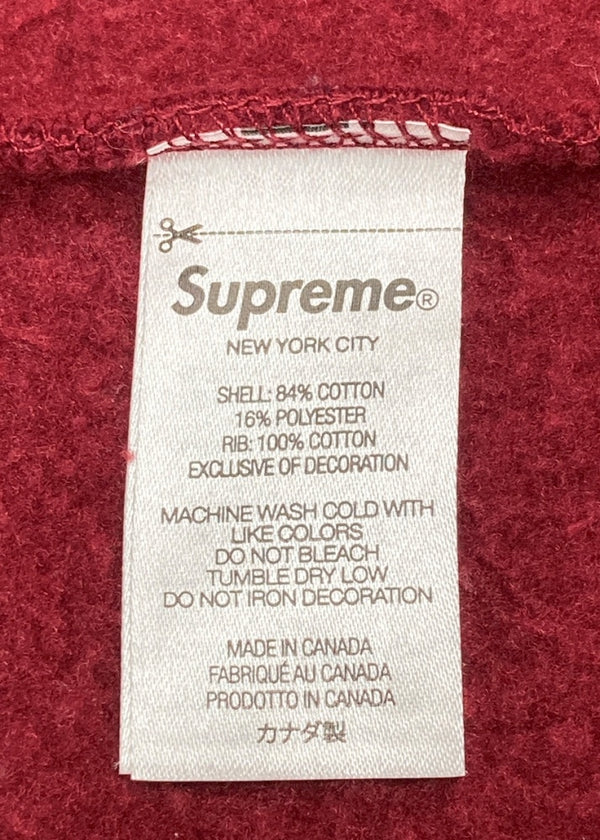 Supreme®
NEW YORK CITY
SHELL: 84% COTTON
16% POLYESTER
RIB: 100% COTTON
EXCLUSIVE OF DECORATION
MACHINE WASH COLD WITH
LIKE COLORS
DO NOT BLEACH
TUMBLE DRY LOW
DO NOT IRON DECORATION
MADE IN CANADA
FABRIQUÉ AU CANADA
PRODOTTO IN CANADA
カナダ製